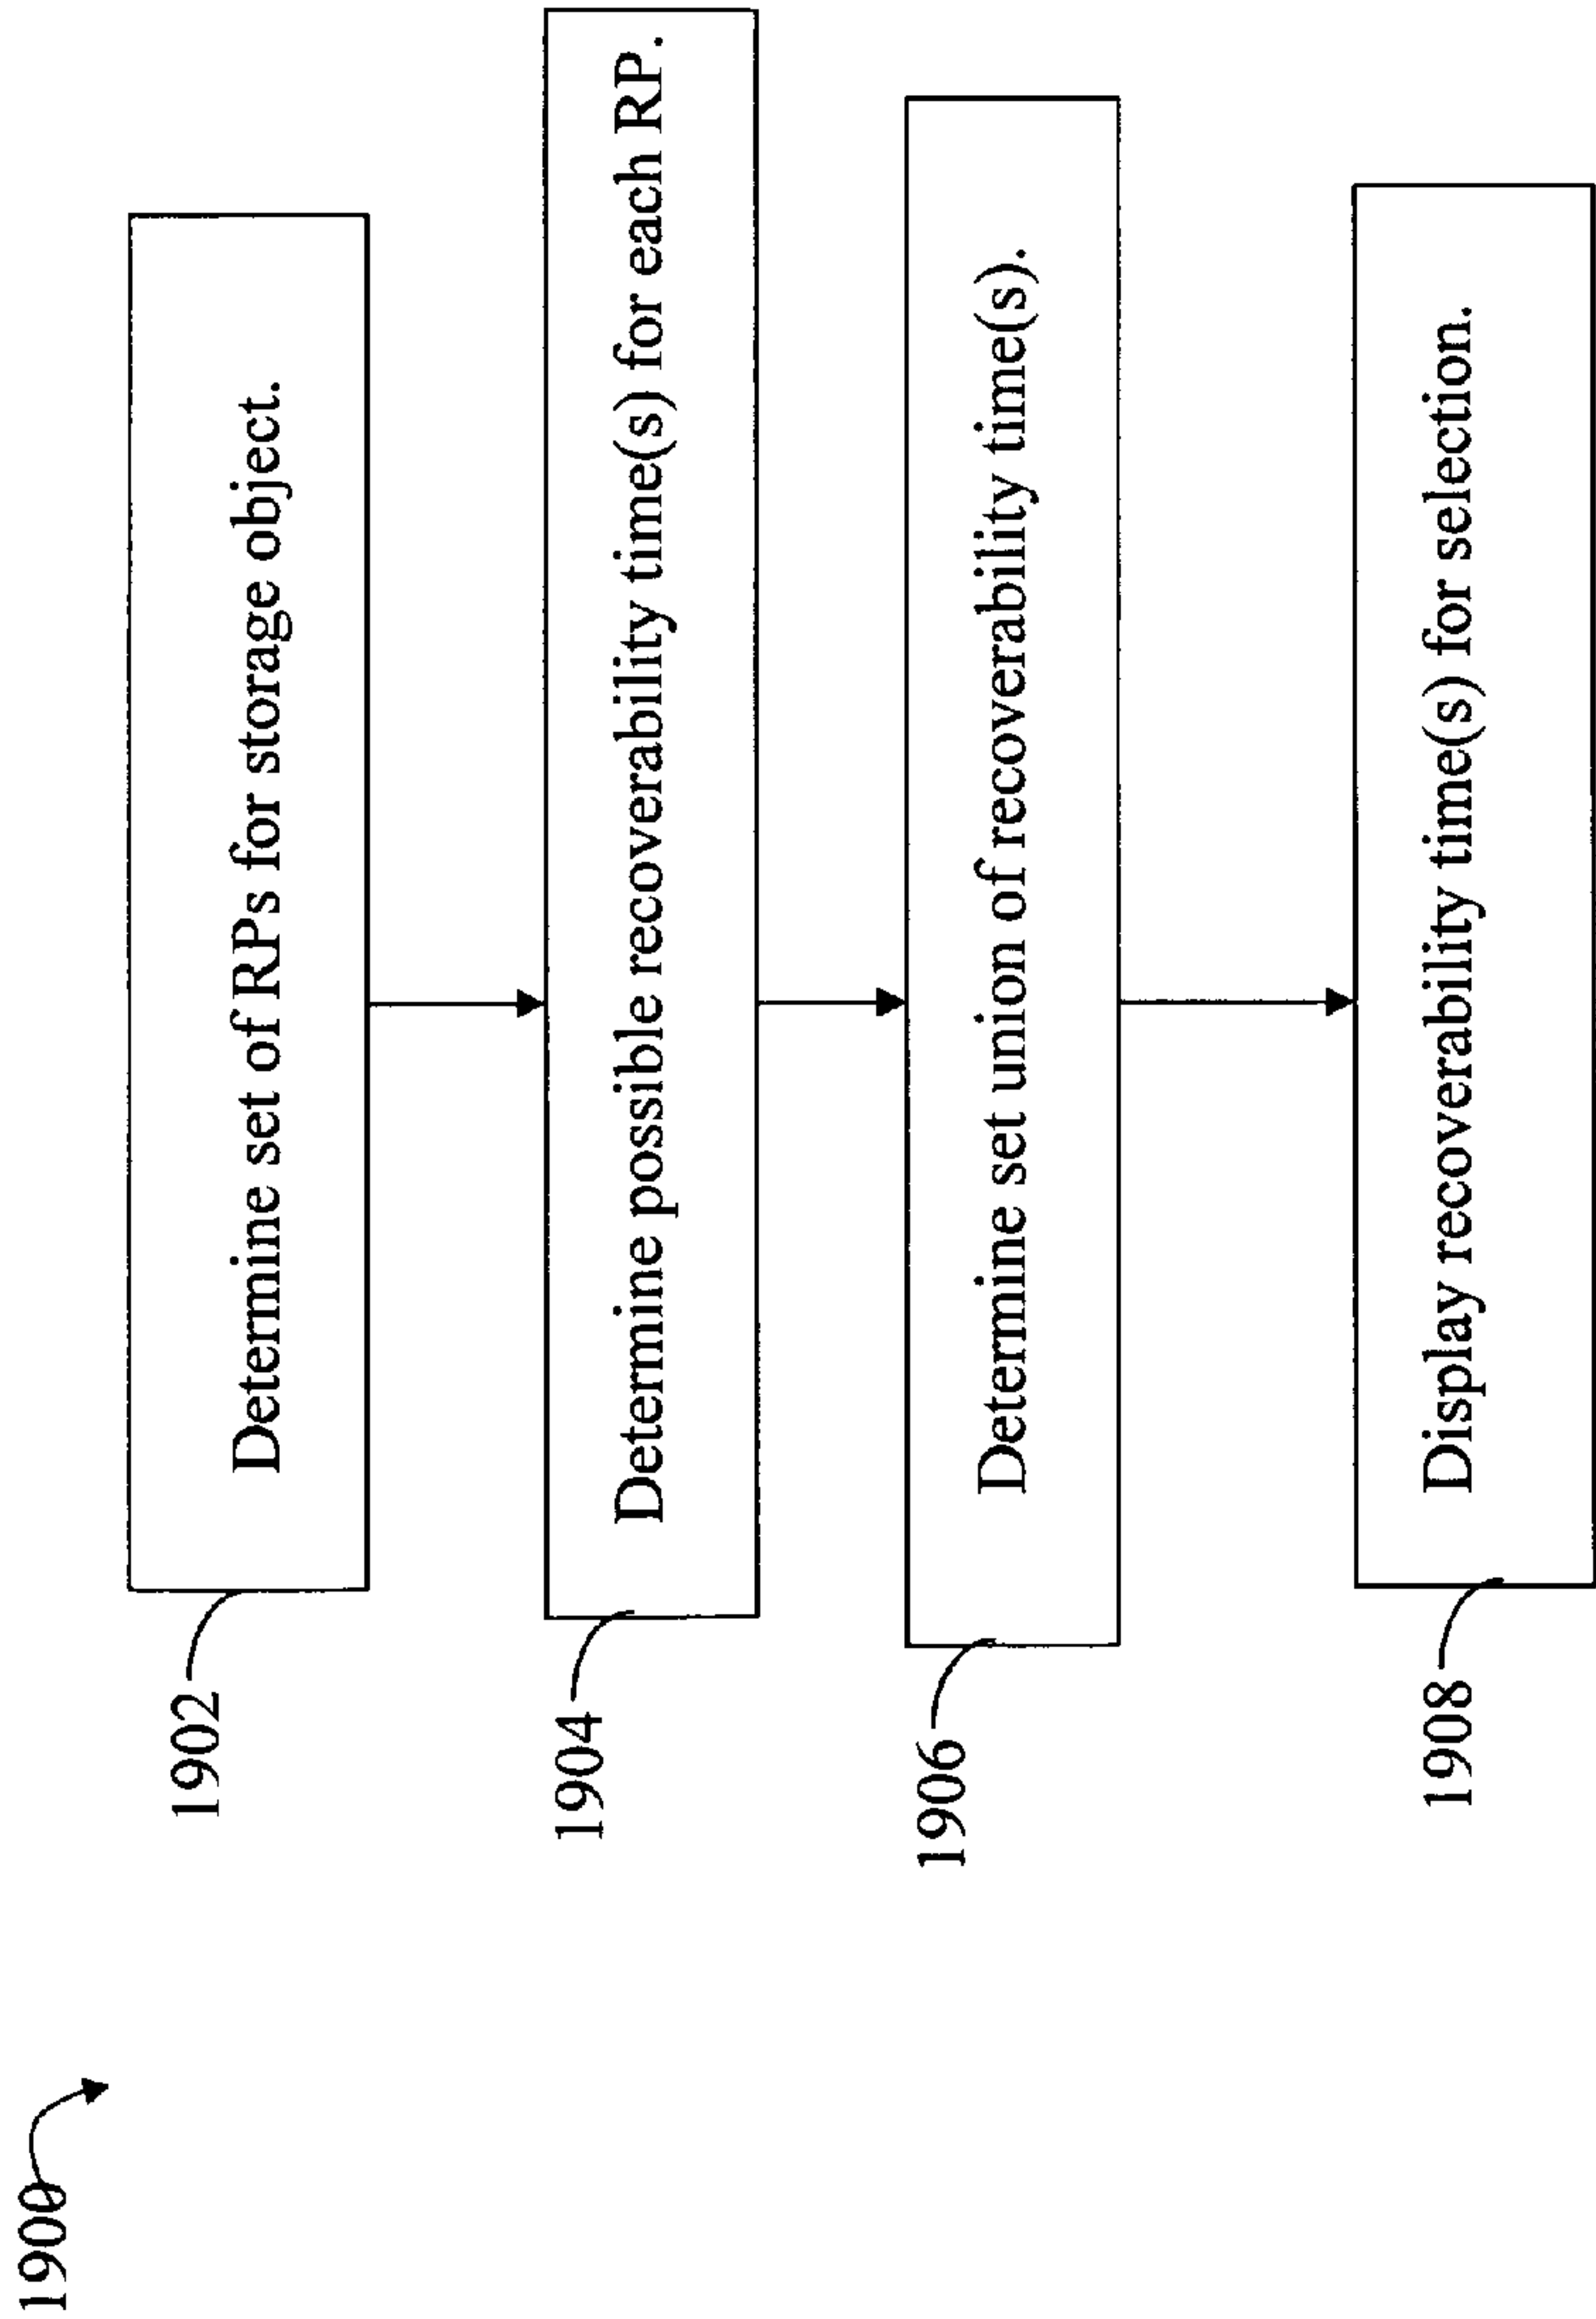 1900
1902
Determine set of RPs for storage object.
1904
Determine possible recoverability time(s) for each RP.
1906
Determine set union of recoverability time(s).
1908
Display recoverability time(s) for selection.